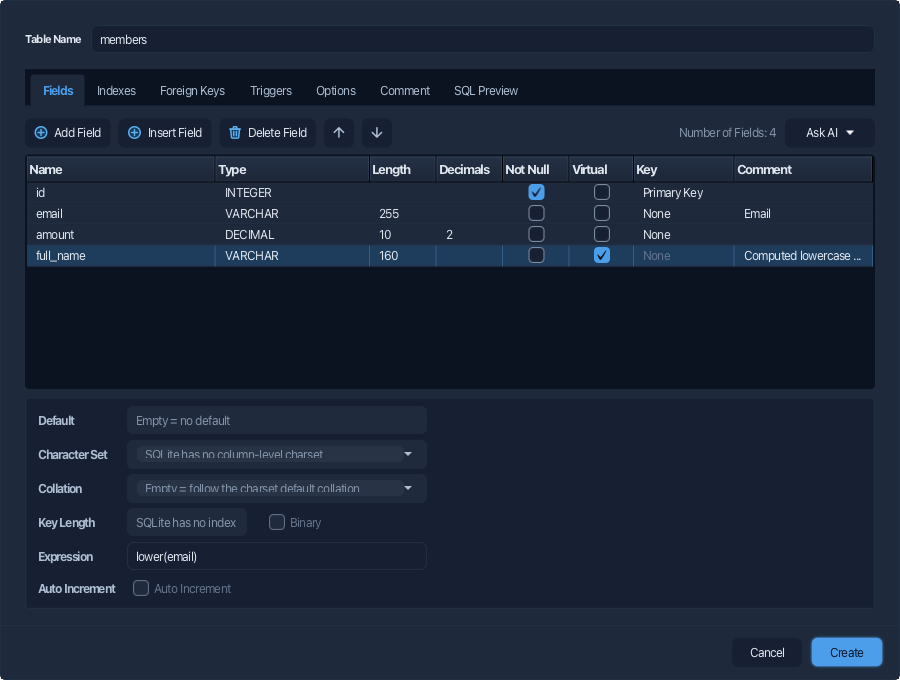 Table Name members
Fields Indexes Foreign Keys Triggers Options Comment SQL Preview
Add Field Insert Field Delete Field Number of Fields: 4 Ask AI
Name Type Length Decimals Not Null Virtual Key Comment
id INTEGER Primary Key
email VARCHAR 255 None Email
amount DECIMAL 10 2 None
full_name VARCHAR 160 None Computed lowercase ...
Default Empty = no default
Character Set SQLite has no column-level charset
Collation Empty = follow the charset default collation
Key Length SQLite has no index Binary
Expression lower(email)
Auto Increment Auto Increment
Cancel Create